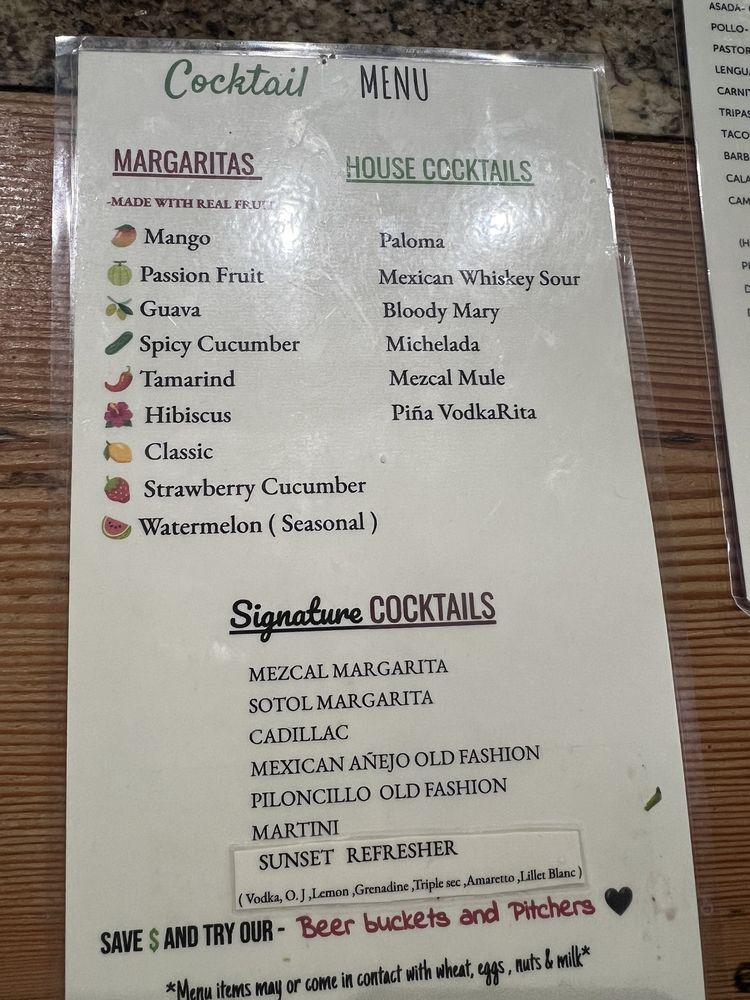 Cocktail MENU
MARGARITAS
-MADE WITH REAL FRUIT
Mango
Passion Fruit
Guava
Spicy Cucumber
Tamarind
Hibiscus
Classic
Strawberry Cucumber
Watermelon ( Seasonal )
HOUSE COCKTAILS
Paloma
Mexican Whiskey Sour
Bloody Mary
Michelada
Mezcal Mule
Piña VodkaRita
Signature COCKTAILS
MEZCAL MARGARITA
SOTOL MARGARITA
CADILLAC
MEXICAN AÑEJO OLD FASHION
PILONCILLO OLD FASHION
MARTINI
SUNSET REFRESHER
( Vodka, O. J ,Lemon ,Grenadine ,Triple sec ,Amaretto ,Lillet Blanc )
SAVE $ AND TRY OUR - Beer buckets and Pitchers
*Menu items may or come in contact with wheat, eggs , nuts & milk*
ASADA-
POLLO-
PASTOR
TACO